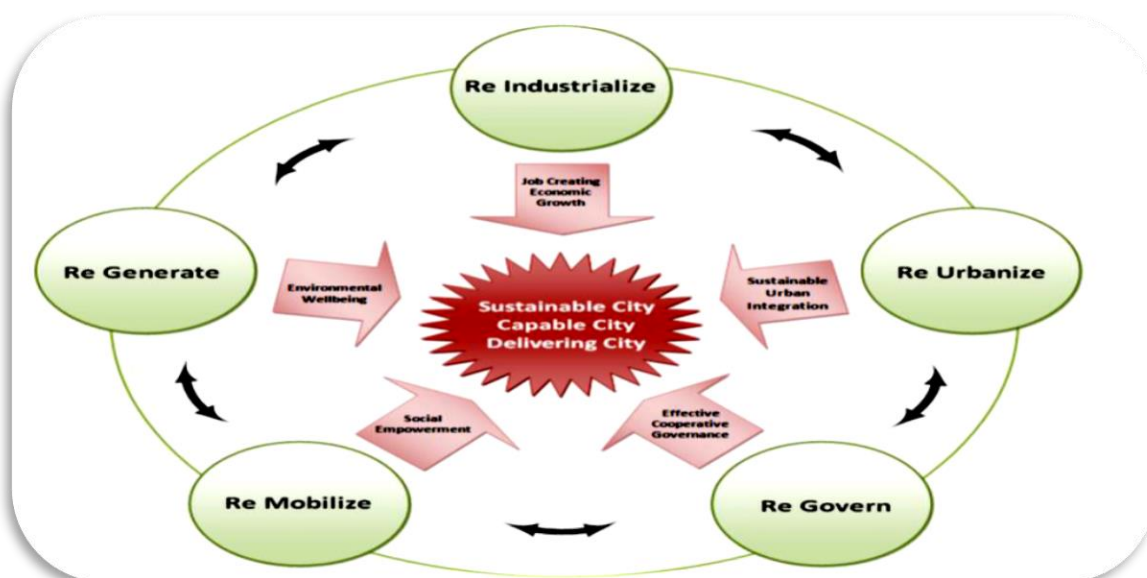 Re Industrialize
Job Creating
Economic
Growth
Re Generate
Environmental
Wellbeing
Sustainable City
Capable City
Delivering City
Sustainable
Urban
Integration
Re Urbanize
Social
Empowerment
Effective
Cooperative
Governance
Re Mobilize
Re Govern